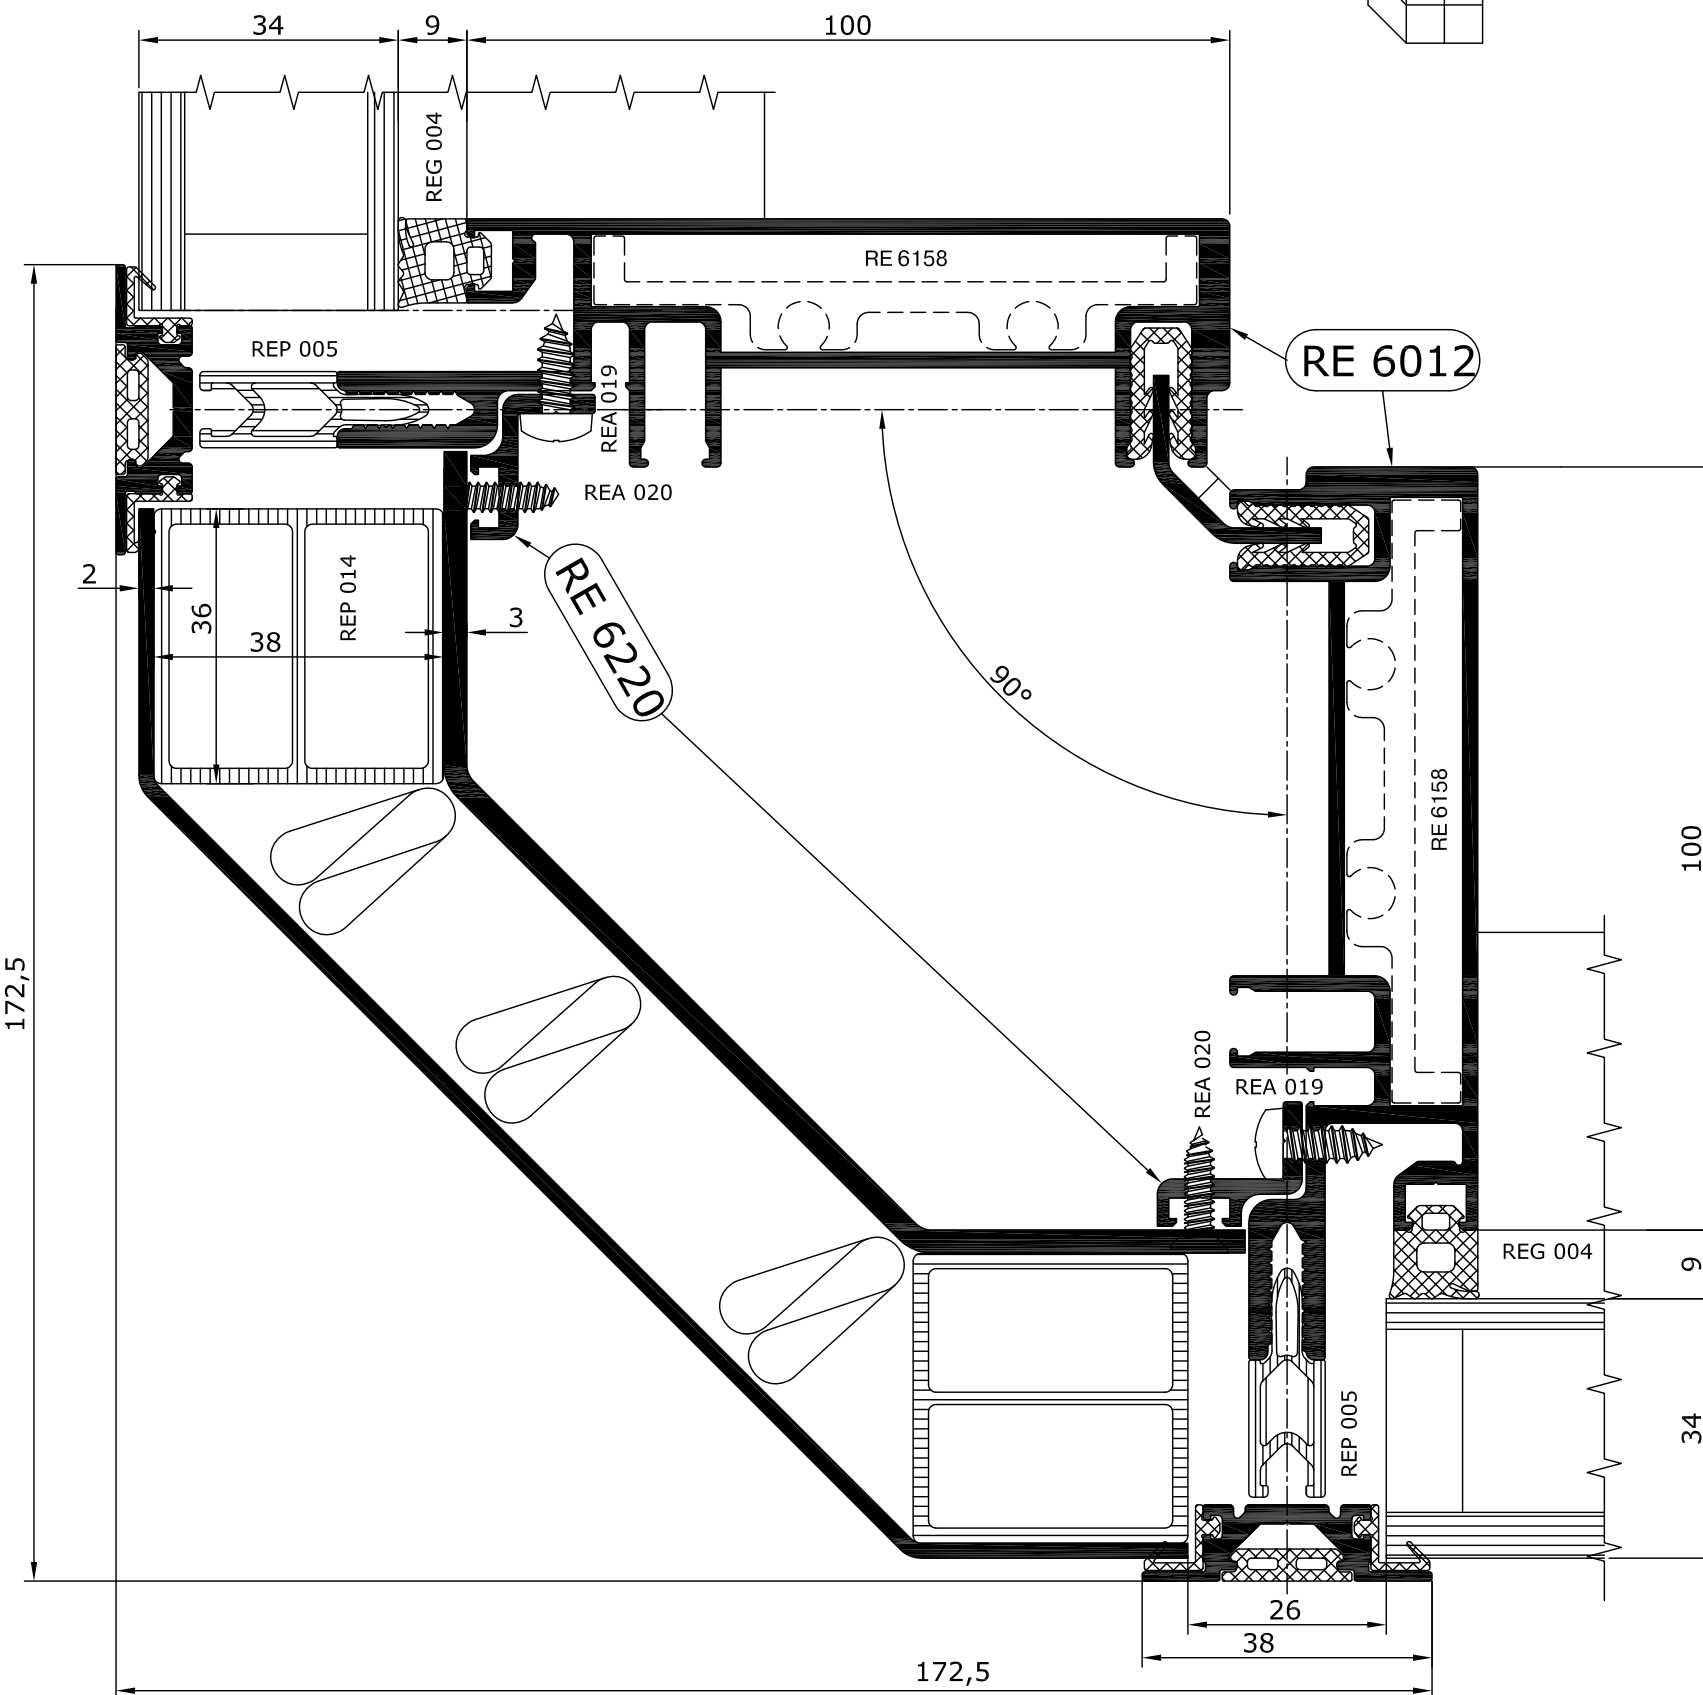 34
9
100
REG 004
RE 6158
REP 005
REA 019
RE 6012
REA 020
2
36
38
REP 014
3
RE 6220
90°
RE 6158
100
172,5
REA 020
REA 019
REG 004
9
REP 005
34
26
38
172,5